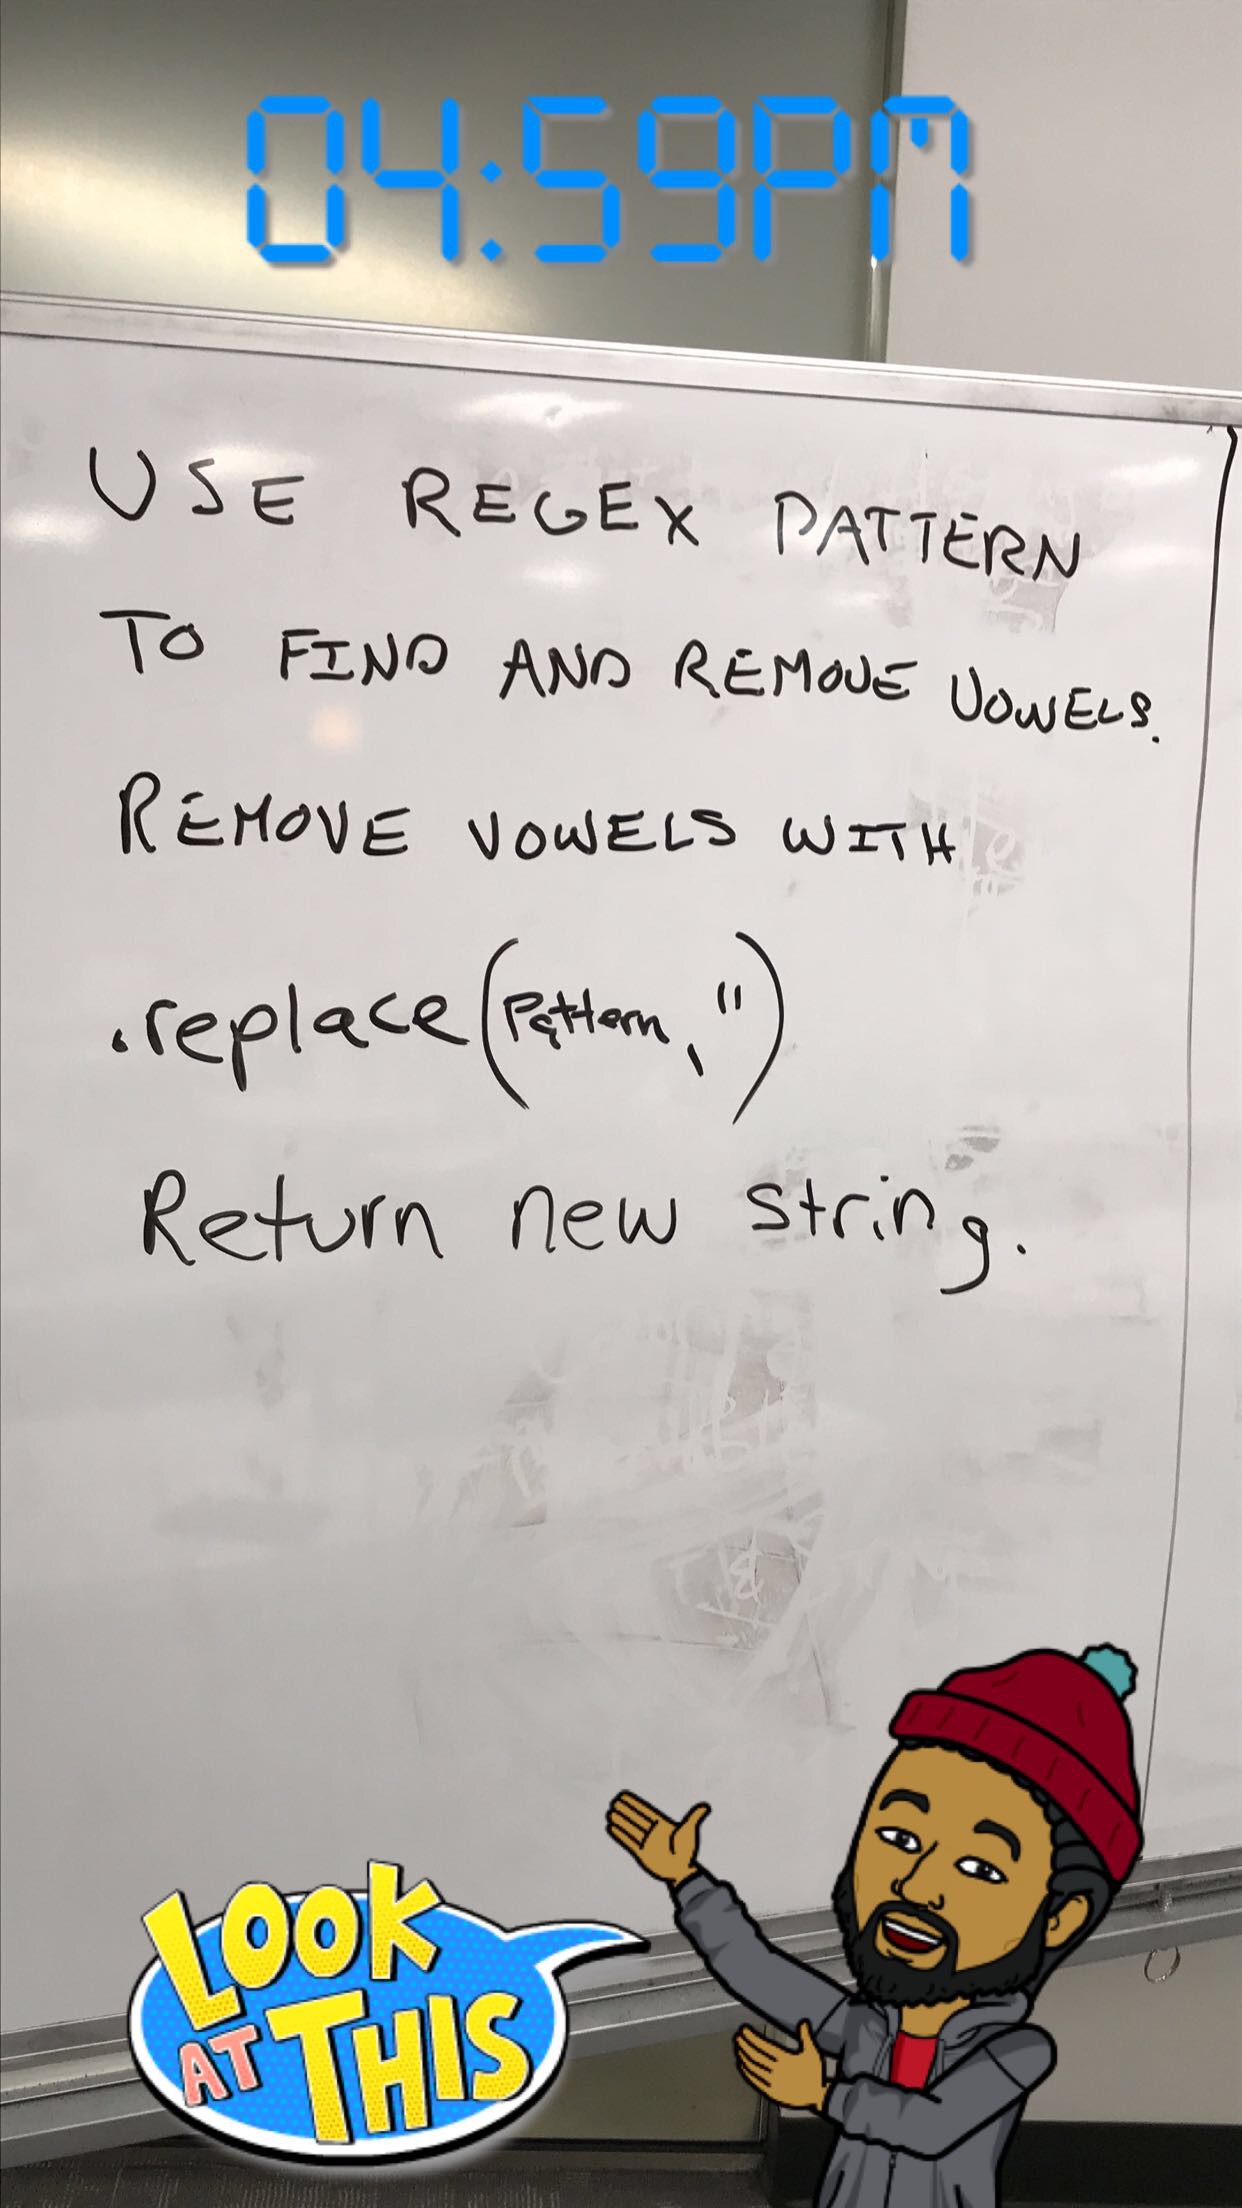 04:59PM
USE REGEX PATTERN
TO FIND AND REMOVE VOWELS.
REMOVE VOWELS WITH
.replace(Pattern, '')
Return new string.
LOOK
AT THIS